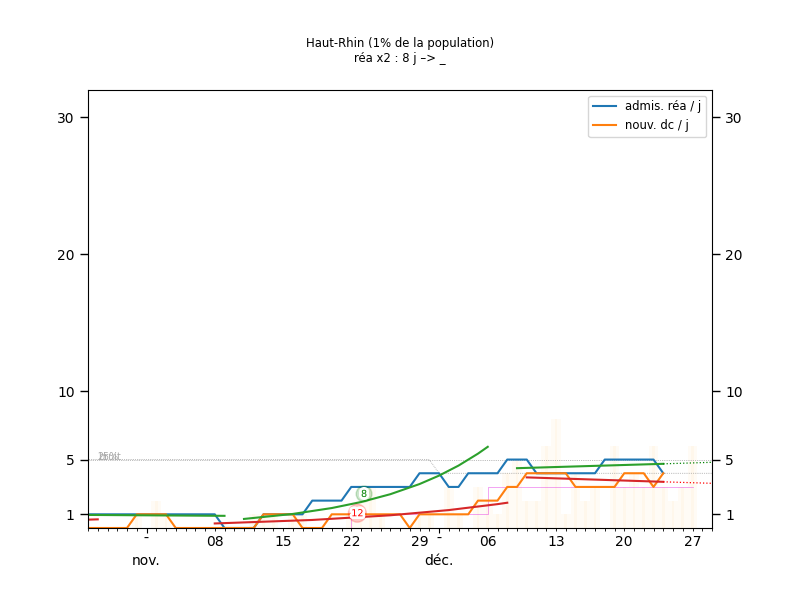 Haut-Rhin (1% de la population)
réa x2 : 8 j –> _
admis. réa / j
nouv. dc / j
30
30
20
20
10
10
5
5
8
12
1
1
- 08 15 22 29 - 06 13 20 27
nov. déc.